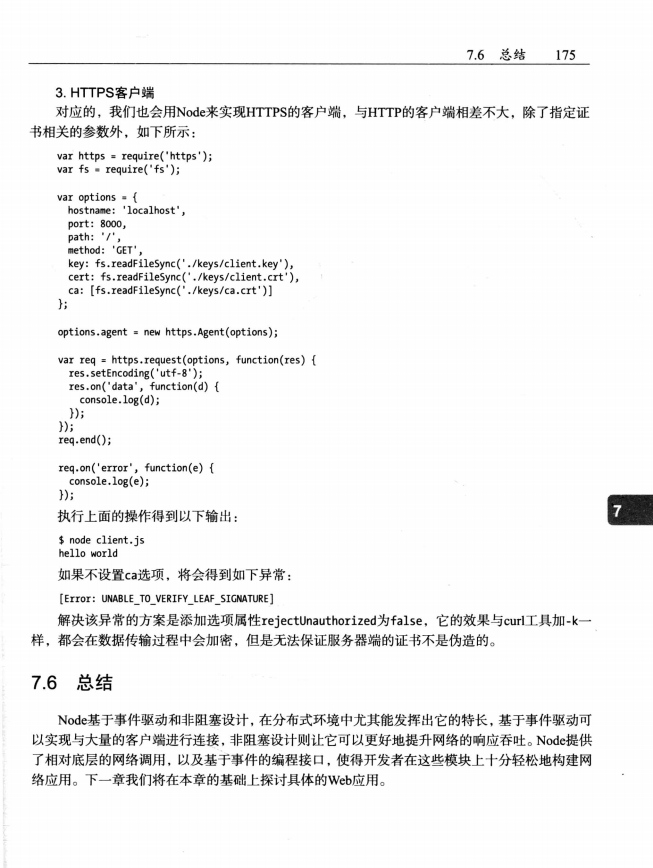 7.6 总结 175
3. HTTPS客户端
对应的，我们也会用Node来实现HTTPS的客户端，与HTTP的客户端相差不大，除了指定证
书相关的参数外，如下所示：
var https = require('https');
var fs = require('fs');
var options = {
hostname: 'localhost',
port: 8000,
path: '/',
method: 'GET',
key: fs.readFileSync('./keys/client.key'),
cert: fs.readFileSync('./keys/client.crt'),
ca: [fs.readFileSync('./keys/ca.crt')]
};
options.agent = new https.Agent(options);
var req = https.request(options, function(res) {
res.setEncoding('utf-8');
res.on('data', function(d) {
console.log(d);
});
});
req.end();
req.on('error', function(e) {
console.log(e);
});
执行上面的操作得到以下输出：
7
$ node client.js
hello world
如果不设置ca选项，将会得到如下异常：
[Error: UNABLE_TO_VERIFY_LEAF_SIGNATURE]
解决该异常的方案是添加选项属性rejectUnauthorized为false，它的效果与curl工具加-k一
样，都会在数据传输过程中会加密，但是无法保证服务器端的证书不是伪造的。
7.6 总结
Node基于事件驱动和非阻塞设计，在分布式环境中尤其能发挥出它的特长，基于事件驱动可
以实现与大量的客户端进行连接，非阻塞设计则让它可以更好地提升网络的响应吞吐。Node提供
了相对底层的网络调用，以及基于事件的编程接口，使得开发者在这些模块上十分轻松地构建网
络应用。下一章我们将在本章的基础上探讨具体的Web应用。